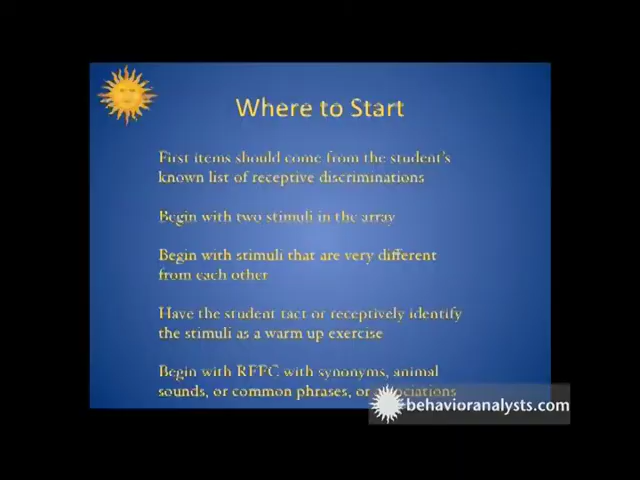 Where to Start
First items should come from the student's
known list of receptive discriminations
Begin with two stimuli in the array
Begin with stimuli that are very different
from each other
Have the student tact or receptively identify
the stimuli as a warm up exercise
Begin with RFFC with synonyms, animal
sounds, or common phrases, or associations
behavioranalysts.com